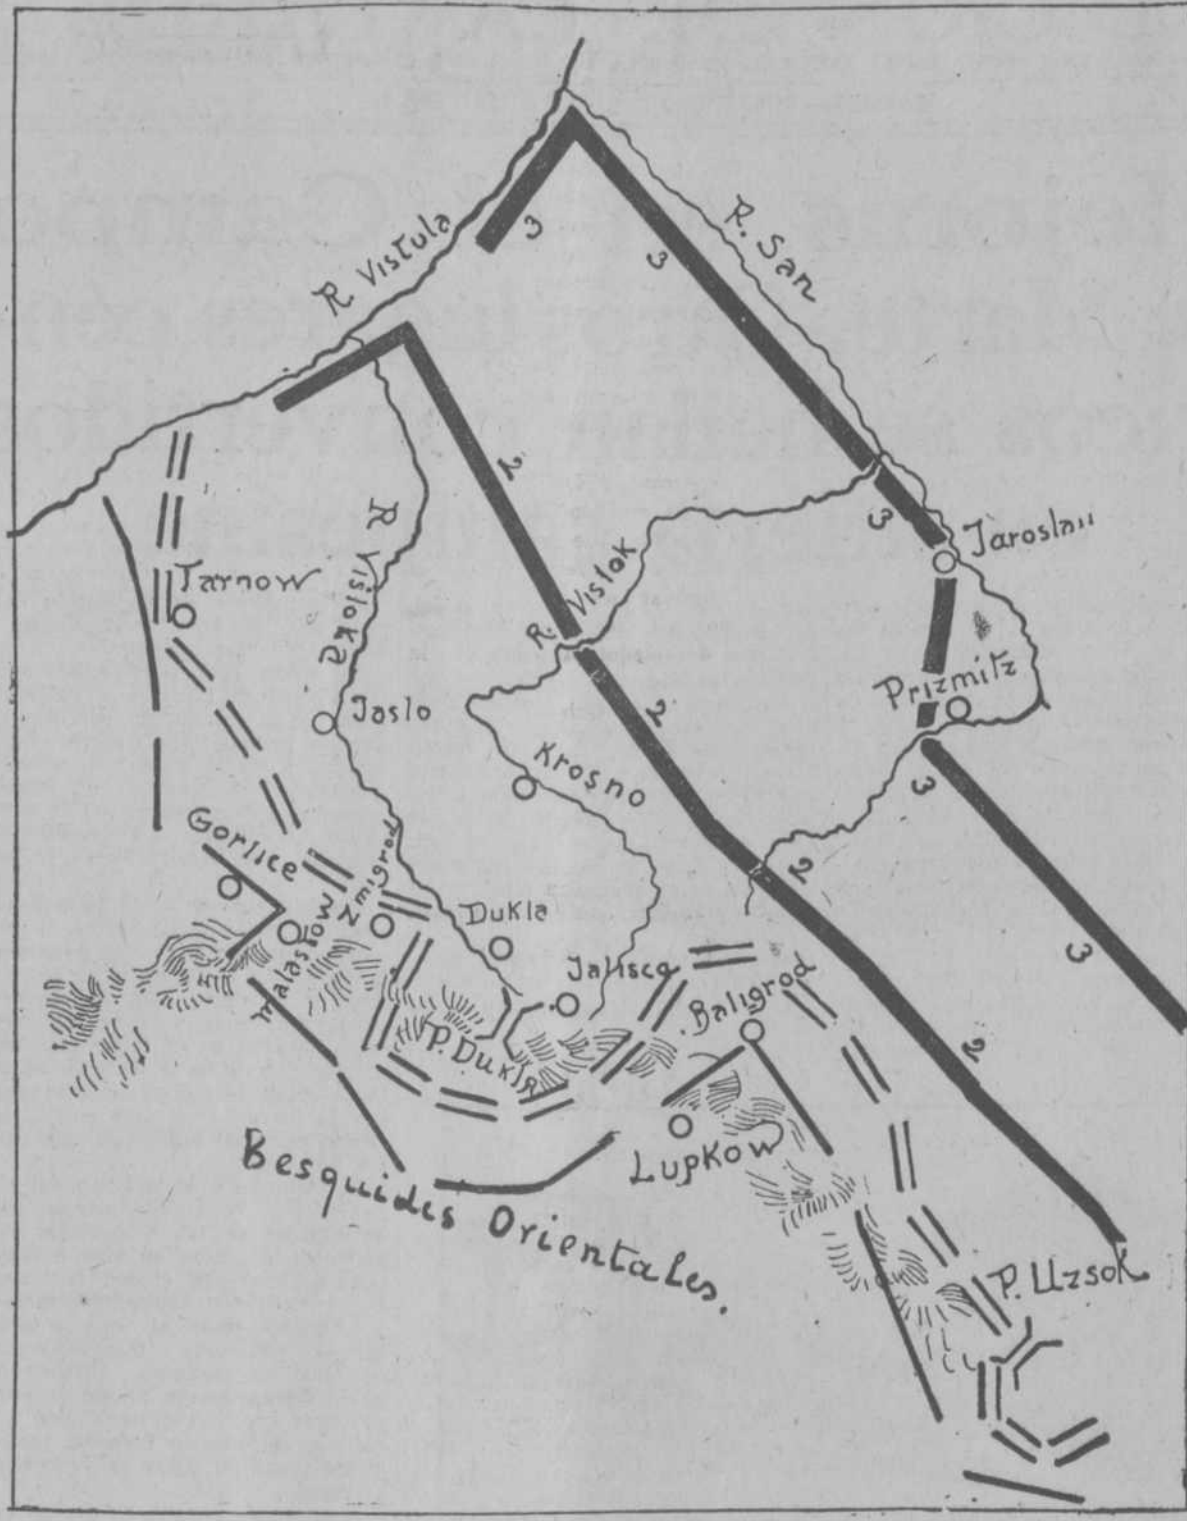 R. Vistula
3
R. San
3
2
R Visloka
3
Jaroslau
Tarnow
R. Vistok
Prizmitz
Jaslo
2
Krosno
3
Gorlice
Zmigrod
2
Malastow
Dukla
Jalisca
3
Baligrod
P. Dukla
2
Lupkow
Besquides Orientales.
P. Uzsok